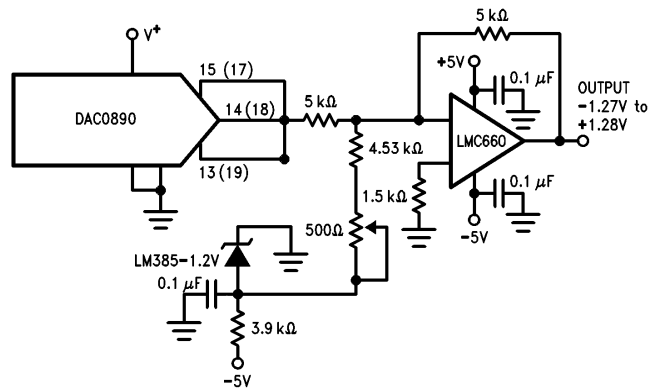 V+
5 kΩ
+5V
0.1 μF
15 (17)
OUTPUT
-1.27V to
+1.28V
DAC0890
14 (18)
5 kΩ
LMC660
4.53 kΩ
13 (19)
1.5 kΩ
0.1 μF
500Ω
-5V
LM385-1.2V
0.1 μF
3.9 kΩ
-5V